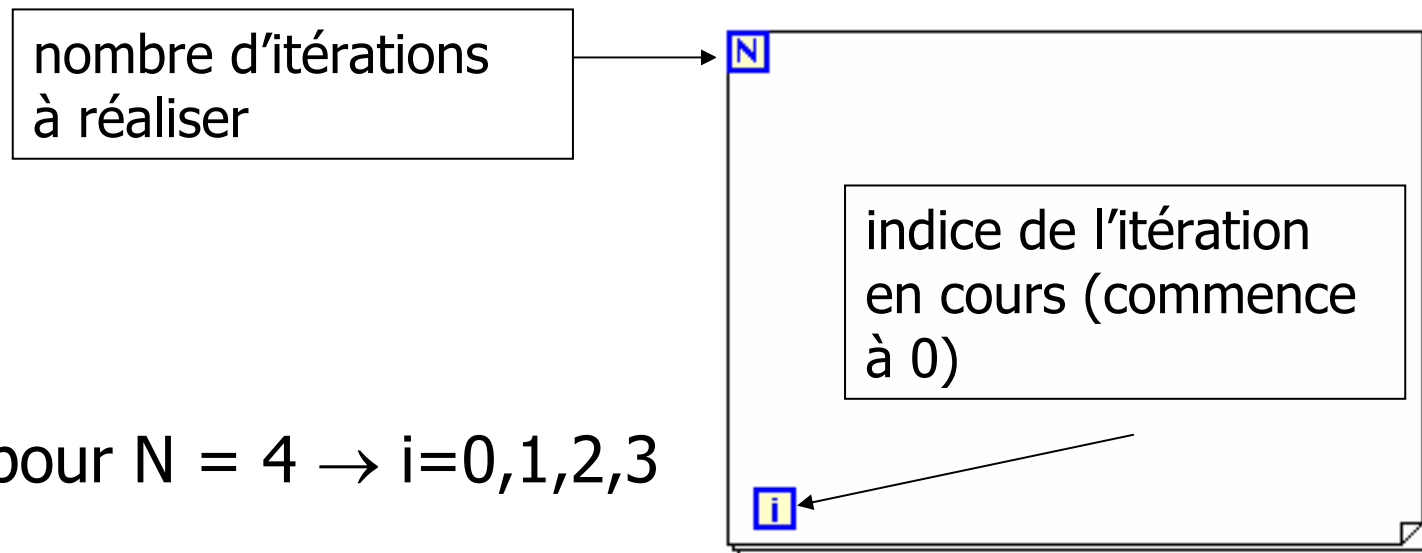 nombre d’itérations
à réaliser
N
indice de l’itération
en cours (commence
à 0)
pour N = 4 → i=0,1,2,3
i